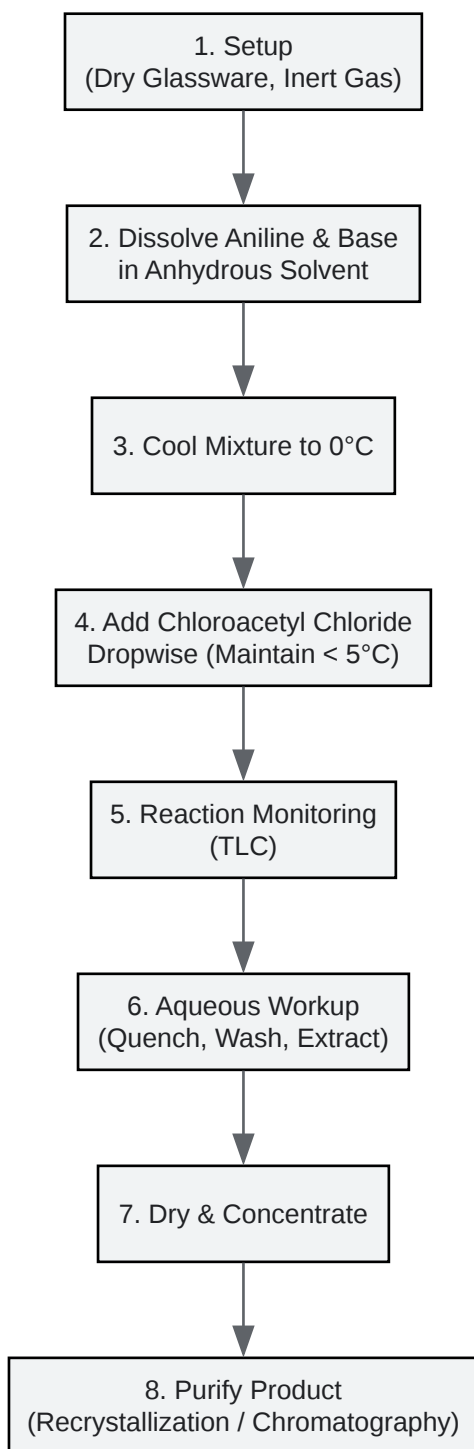 1. Setup
(Dry Glassware, Inert Gas)
2. Dissolve Aniline & Base
in Anhydrous Solvent
3. Cool Mixture to 0°C
4. Add Chloroacetyl Chloride
Dropwise (Maintain < 5°C)
5. Reaction Monitoring
(TLC)
6. Aqueous Workup
(Quench, Wash, Extract)
7. Dry & Concentrate
8. Purify Product
(Recrystallization / Chromatography)